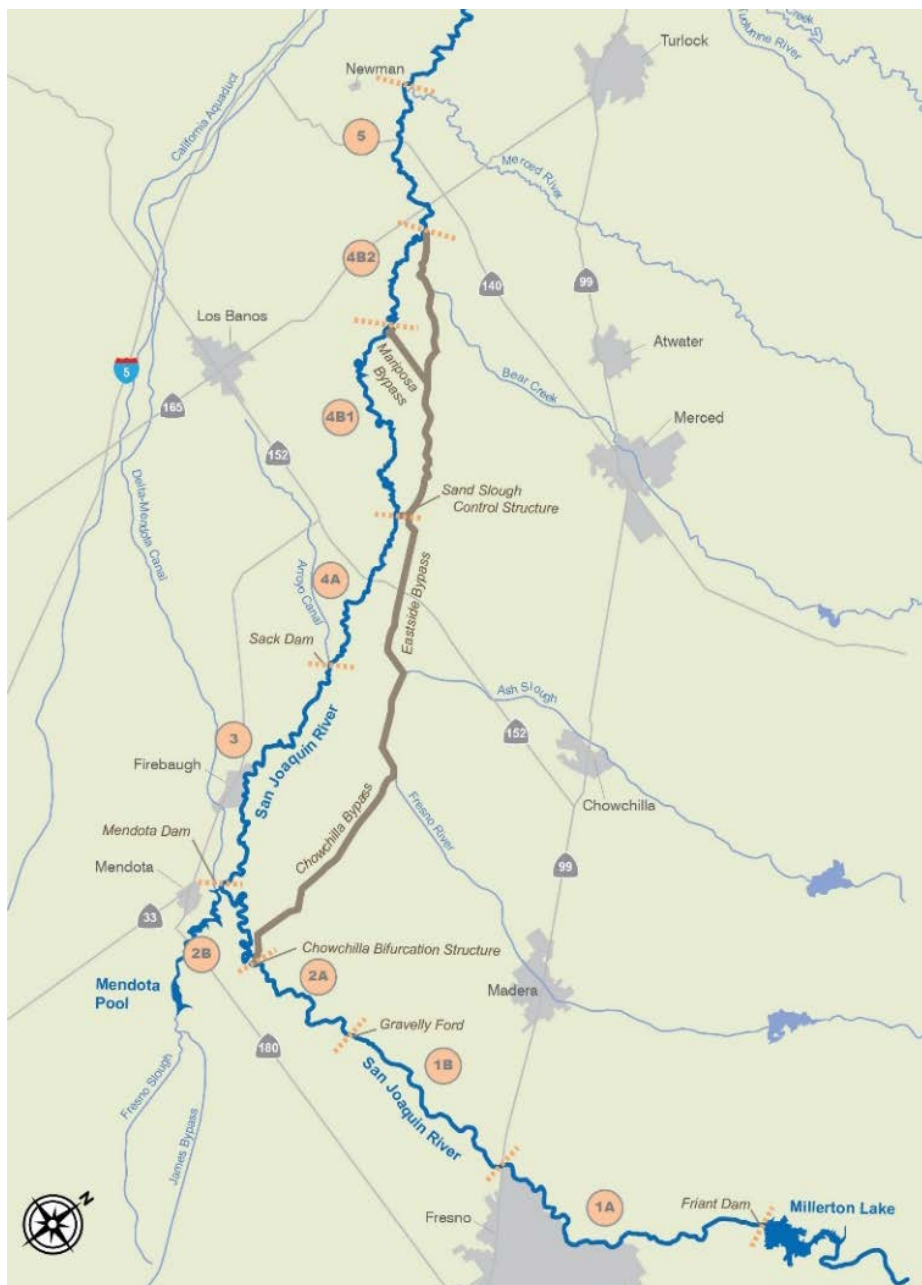 Creek
Tuolumne River
Turlock
Newman
California Aquaduct
5
Merced River
4B2
140
99
Los Banos
Atwater
5
Mariposa
Bypass
Bear Creek
165
4B1
Merced
152
Delta-Mendota Canal
Sand Slough
Control Structure
Arroyo Canal
4A
Eastside Bypass
Sack Dam
Ash Slough
3
San Joaquin River
152
Firebaugh
Chowchilla Bypass
Fresno River
Chowchilla
Mendota Dam
Mendota
99
33
2B
Chowchilla Bifurcation Structure
2A
Mendota
Pool
Madera
Gravelly Ford
180
1B
San Joaquin River
Fresno Slough
James Bypass
N
1A
Friant Dam
Millerton Lake
Fresno